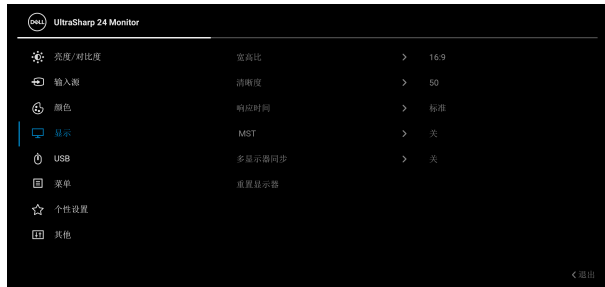 DELL UltraSharp 24 Monitor
亮度/对比度 宽高比 > 16:9
输入源 清晰度 > 50
颜色 响应时间 > 标准
显示 MST > 关
USB 多显示器同步 > 关
菜单 重置显示器
个性设置
其他
<退出